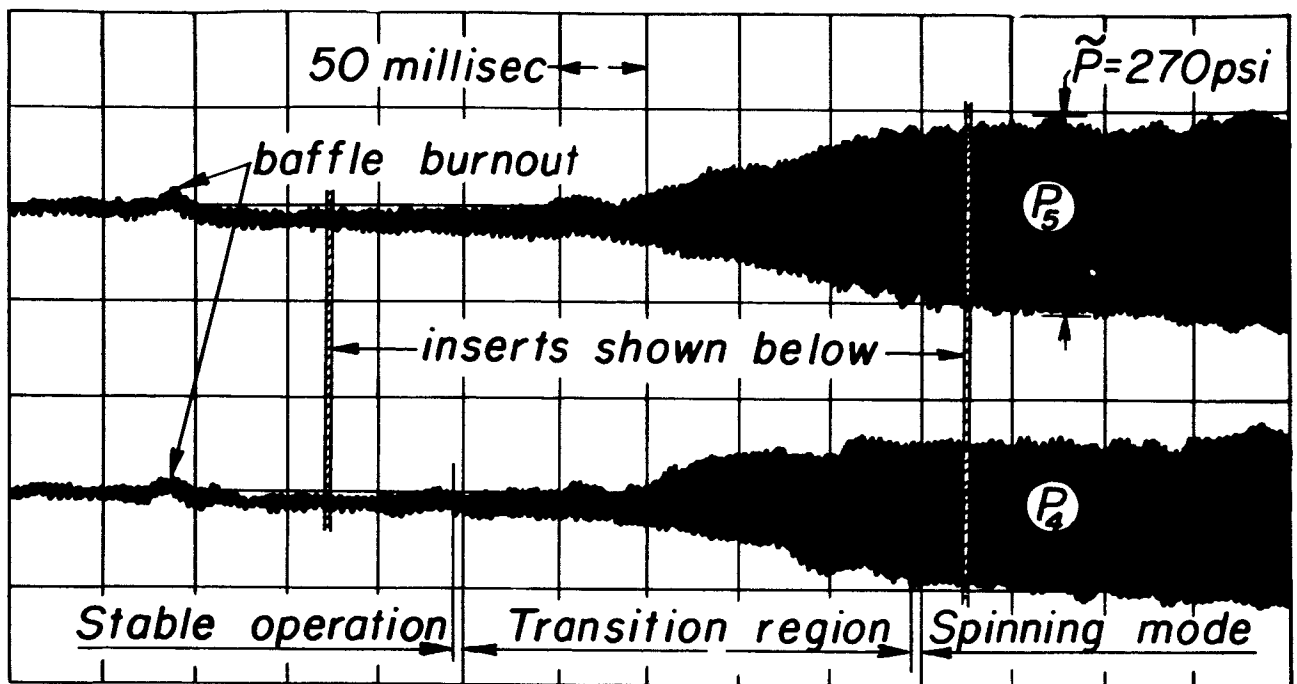 50 millisec
P̃=270psi
baffle burnout
P5
inserts shown below
P4
Stable operation
Transition region
Spinning mode